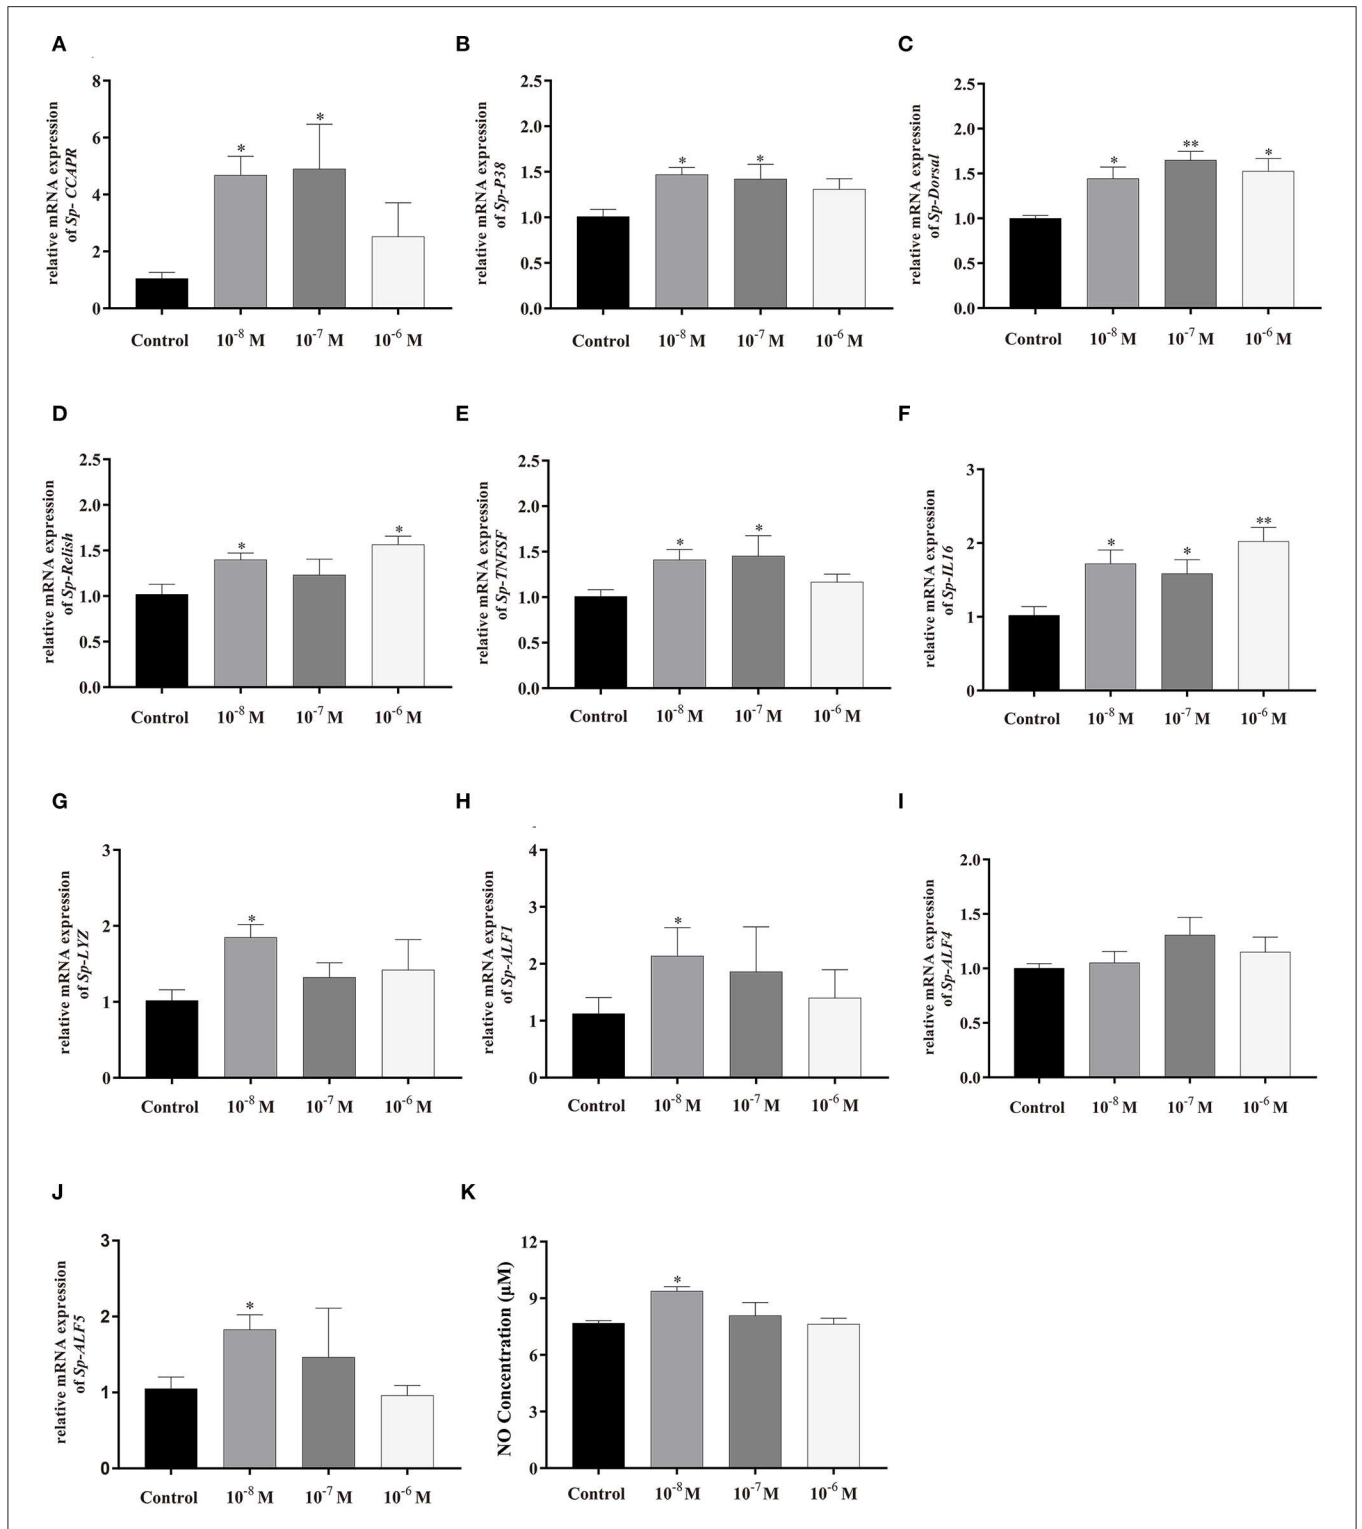 A
relative mRNA expression
of Sp- CCAPR
8
6
4
2
0
*
*
Control 10-8 M 10-7 M 10-6 M
B
relative mRNA expression
of Sp-P38
2.5
2.0
1.5
1.0
0.5
0.0
*
*
Control 10-8 M 10-7 M 10-6 M
C
relative mRNA expression
of Sp-Dorsal
2.5
2.0
1.5
1.0
0.5
0.0
*
**
*
Control 10-8 M 10-7 M 10-6 M
D
relative mRNA expression
of Sp-Relish
2.5
2.0
1.5
1.0
0.5
0.0
*
*
Control 10-8 M 10-7 M 10-6 M
E
relative mRNA expression
of Sp-TNFSF
2.5
2.0
1.5
1.0
0.5
0.0
*
*
Control 10-8 M 10-7 M 10-6 M
F
relative mRNA expression
of Sp-IL16
3
2
1
0
*
*
**
Control 10-8 M 10-7 M 10-6 M
G
relative mRNA expression
of Sp-LYZ
3
2
1
0
*
Control 10-8 M 10-7 M 10-6 M
H
relative mRNA expression
of Sp-ALF1
4
3
2
1
0
*
Control 10-8 M 10-7 M 10-6 M
I
relative mRNA expression
of Sp-ALF4
2.0
1.5
1.0
0.5
0.0
Control 10-8 M 10-7 M 10-6 M
J
relative mRNA expression
of Sp-ALF5
3
2
1
0
*
Control 10-8 M 10-7 M 10-6 M
K
NO Concentration (μM)
12
9
6
3
0
*
Control 10-8 M 10-7 M 10-6 M